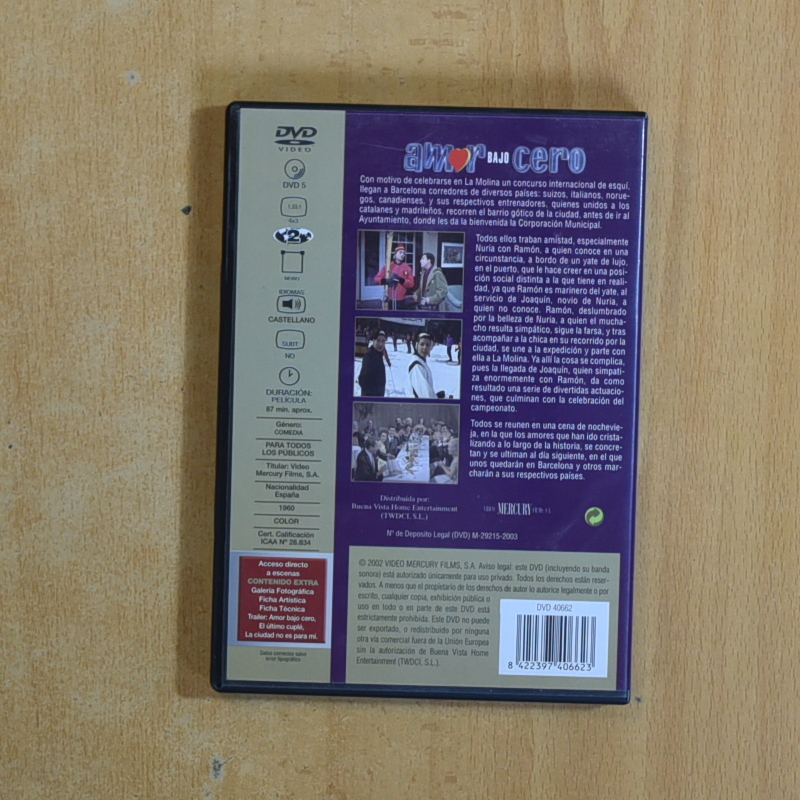 DVD
VIDEO
DVD 5
1.33:1
4x3
2
MONO
IDIOMAS
CASTELLANO
SUBT
NO
DURACIÓN:
PELÍCULA
87 min. aprox.
Género:
COMEDIA
PARA TODOS
LOS PÚBLICOS
Titular: Video
Mercury Films, S.A.
Nacionalidad
España
1960
COLOR
Cert. Calificación
ICAA Nº 26.834
Acceso directo
a escenas
CONTENIDO EXTRA
Galería Fotográfica
Ficha Artística
Ficha Técnica
Trailer: Amor bajo cero,
El último cuplé,
La ciudad no es para mí.
Datos correctos salvo
error tipográfico
amor BAJO cero
Con motivo de celebrarse en La Molina un concurso internacional de esquí,
llegan a Barcelona corredores de diversos países: suizos, italianos, norue-
gos, canadienses, y sus respectivos entrenadores, quienes unidos a los
catalanes y madrileños, recorren el barrio gótico de la ciudad, antes de ir al
Ayuntamiento, donde les da la bienvenida la Corporación Municipal.
Todos ellos traban amistad, especialmente
Nuria con Ramón, a quien conoce en una
circunstancia, a bordo de un yate de lujo,
en el puerto, que le hace creer en una posi-
ción social distinta a la que tiene en reali-
dad, ya que Ramón es marinero del yate, al
servicio de Joaquín, novio de Nuria, a
quien no conoce. Ramón, deslumbrado
por la belleza de Nuria, a quien el mucha-
cho resulta simpático, sigue la farsa, y tras
acompañar a la chica en su recorrido por la
ciudad, se une a la expedición y parte con
ella a La Molina. Ya allí la cosa se complica,
pues la llegada de Joaquín, quien simpati-
za enormemente con Ramón, da como
resultado una serie de divertidas actuacio-
nes, que culminan con la celebración del
campeonato.
Todos se reunen en una cena de nochevie-
ja, en la que los amores que han ido crista-
lizando a lo largo de la historia, se concre-
tan y se ultiman al día siguiente, en el que
unos quedarán en Barcelona y otros mar-
charán a sus respectivos países.
Distribuida por:
Buena Vista Home Entertainment
(TWDCI, S.L.)
VIDEO MERCURY FILMS
Nº de Deposito Legal (DVD) M-29215-2003
© 2002 VIDEO MERCURY FILMS, S.A. Aviso legal: este DVD (incluyendo su banda
sonora) está autorizado únicamente para uso privado. Todos los derechos están reser-
vados. A menos que el propietario de los derechos de autor lo autorice legalmente o por
escrito, cualquier copia, exhibición pública o
uso en todo o en parte de este DVD está
estrictamente prohibida. Este DVD no puede
ser exportado, o redistribuido por ninguna
otra vía comercial fuera de la Unión Europea
sin la autorización de Buena Vista Home
Entertainment (TWDCI, S.L.).
DVD 40662
8 422397 406623